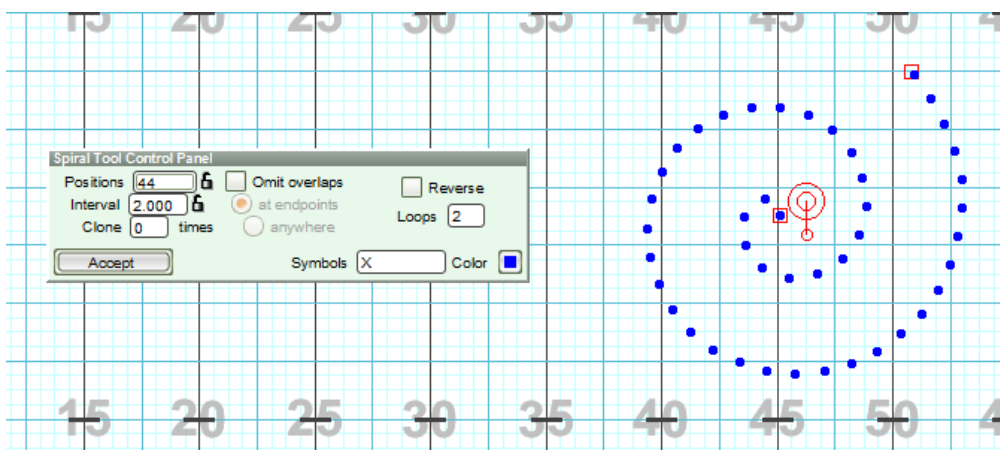 15 20 25 30 35 40 45 50
Spiral Tool Control Panel
Positions 44 Omit overlaps Reverse
Interval 2.000 at endpoints Loops 2
Clone 0 times anywhere
Accept Symbols X Color
15 20 25 30 35 40 45 50